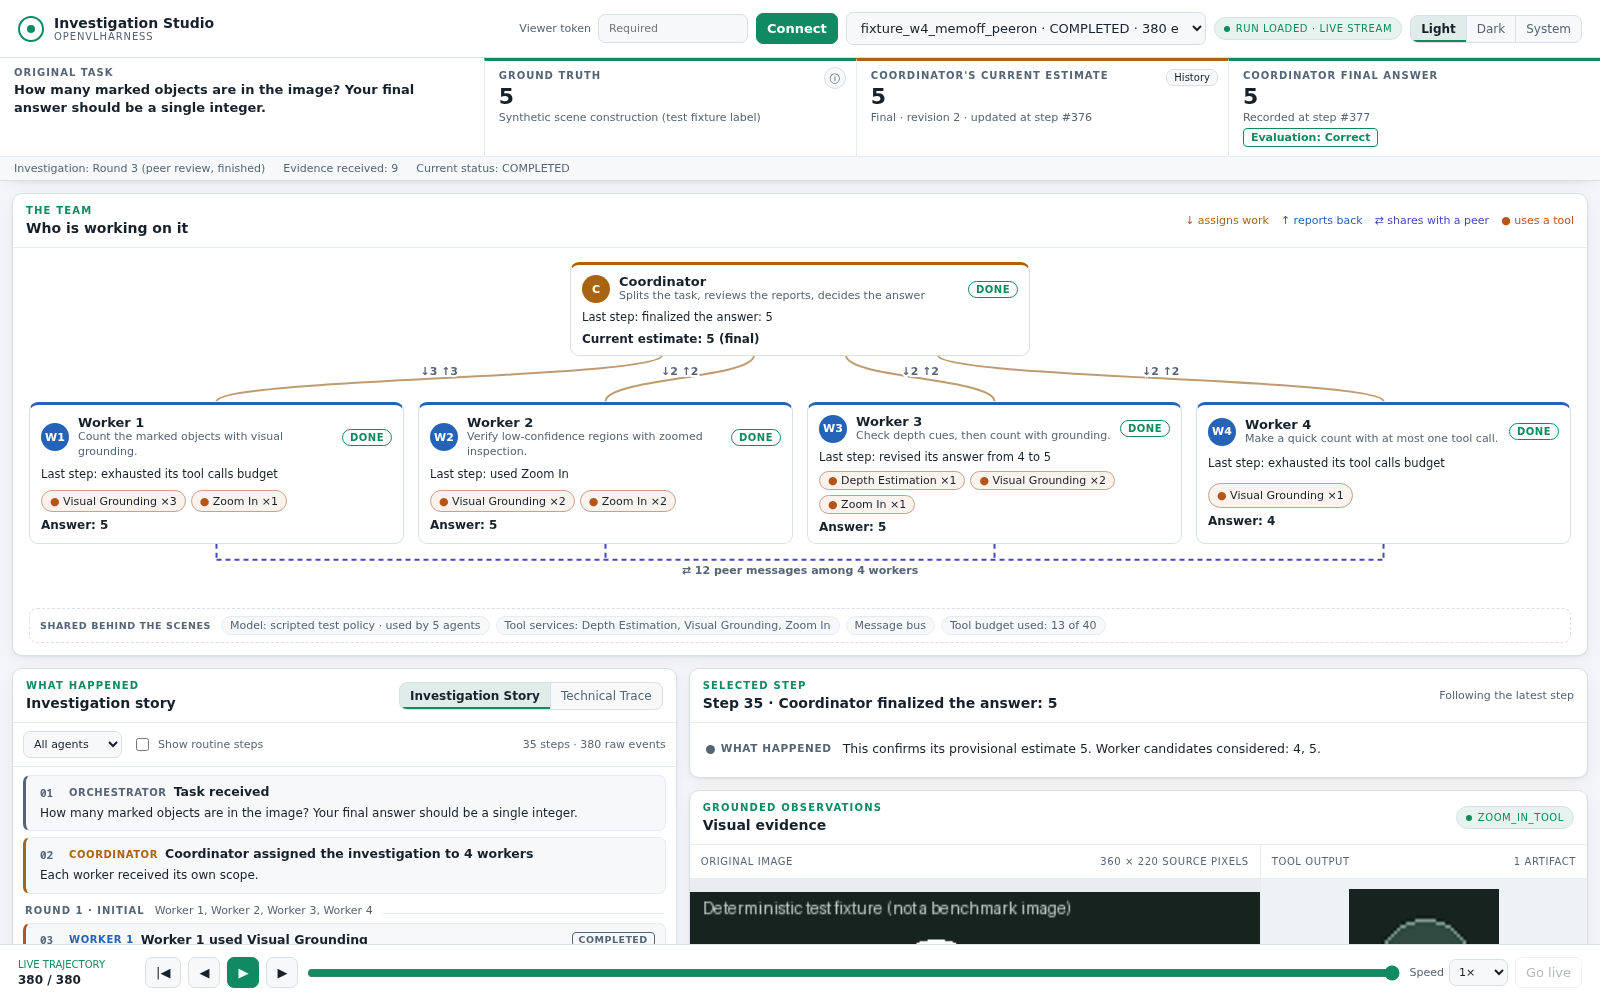 Investigation Studio
OPENVLHARNESS
Viewer token
Required
Connect
fixture_w4_memoff_peeron · COMPLETED · 380 e
RUN LOADED · LIVE STREAM
Light
Dark
System
ORIGINAL TASK
How many marked objects are in the image? Your final
answer should be a single integer.
GROUND TRUTH
ⓘ
5
Synthetic scene construction (test fixture label)
COORDINATOR'S CURRENT ESTIMATE
History
5
Final · revision 2 · updated at step #376
COORDINATOR FINAL ANSWER
5
Recorded at step #377
Evaluation: Correct
Investigation: Round 3 (peer review, finished)
Evidence received: 9
Current status: COMPLETED
THE TEAM
Who is working on it
↓ assigns work
↑ reports back
⇄ shares with a peer
● uses a tool
C
Coordinator
Splits the task, reviews the reports, decides the answer
DONE
Last step: finalized the answer: 5
Current estimate: 5 (final)
↓3 ↑3
↓2 ↑2
↓2 ↑2
↓2 ↑2
W1
Worker 1
Count the marked objects with visual
grounding.
DONE
Last step: exhausted its tool calls budget
● Visual Grounding ×3
● Zoom In ×1
Answer: 5
W2
Worker 2
Verify low-confidence regions with zoomed
inspection.
DONE
Last step: used Zoom In
● Visual Grounding ×2
● Zoom In ×2
Answer: 5
W3
Worker 3
Check depth cues, then count with grounding.
DONE
Last step: revised its answer from 4 to 5
● Depth Estimation ×1
● Visual Grounding ×2
● Zoom In ×1
Answer: 5
W4
Worker 4
Make a quick count with at most one tool call.
DONE
Last step: exhausted its tool calls budget
● Visual Grounding ×1
Answer: 4
⇄ 12 peer messages among 4 workers
SHARED BEHIND THE SCENES
Model: scripted test policy · used by 5 agents
Tool services: Depth Estimation, Visual Grounding, Zoom In
Message bus
Tool budget used: 13 of 40
WHAT HAPPENED
Investigation story
Investigation Story
Technical Trace
All agents
Show routine steps
35 steps · 380 raw events
01 ORCHESTRATOR Task received
How many marked objects are in the image? Your final answer should be a single integer.
02 COORDINATOR Coordinator assigned the investigation to 4 workers
Each worker received its own scope.
ROUND 1 · INITIAL Worker 1, Worker 2, Worker 3, Worker 4
03 WORKER 1 Worker 1 used Visual Grounding
COMPLETED
SELECTED STEP
Step 35 · Coordinator finalized the answer: 5
Following the latest step
WHAT HAPPENED This confirms its provisional estimate 5. Worker candidates considered: 4, 5.
GROUNDED OBSERVATIONS
Visual evidence
ZOOM_IN_TOOL
ORIGINAL IMAGE
360 × 220 SOURCE PIXELS
TOOL OUTPUT
1 ARTIFACT
Deterministic test fixture (not a benchmark image)
LIVE TRAJECTORY
380 / 380
Speed
1×
Go live